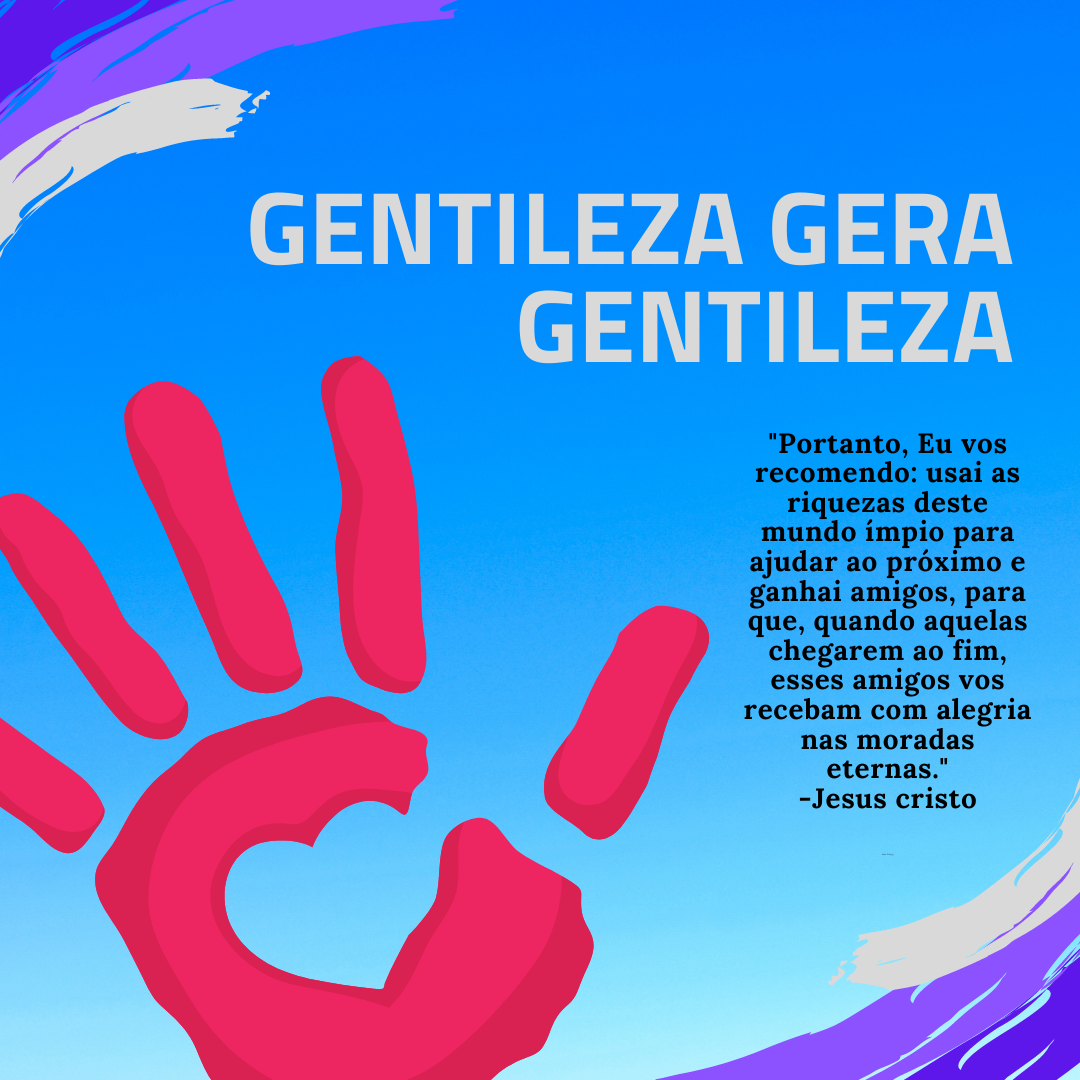 GENTILEZA GERA
GENTILEZA
"Portanto, Eu vos
recomendo: usai as
riquezas deste
mundo ímpio para
ajudar ao próximo e
ganhai amigos, para
que, quando aquelas
chegarem ao fim,
esses amigos vos
recebam com alegria
nas moradas
eternas."
-Jesus cristo